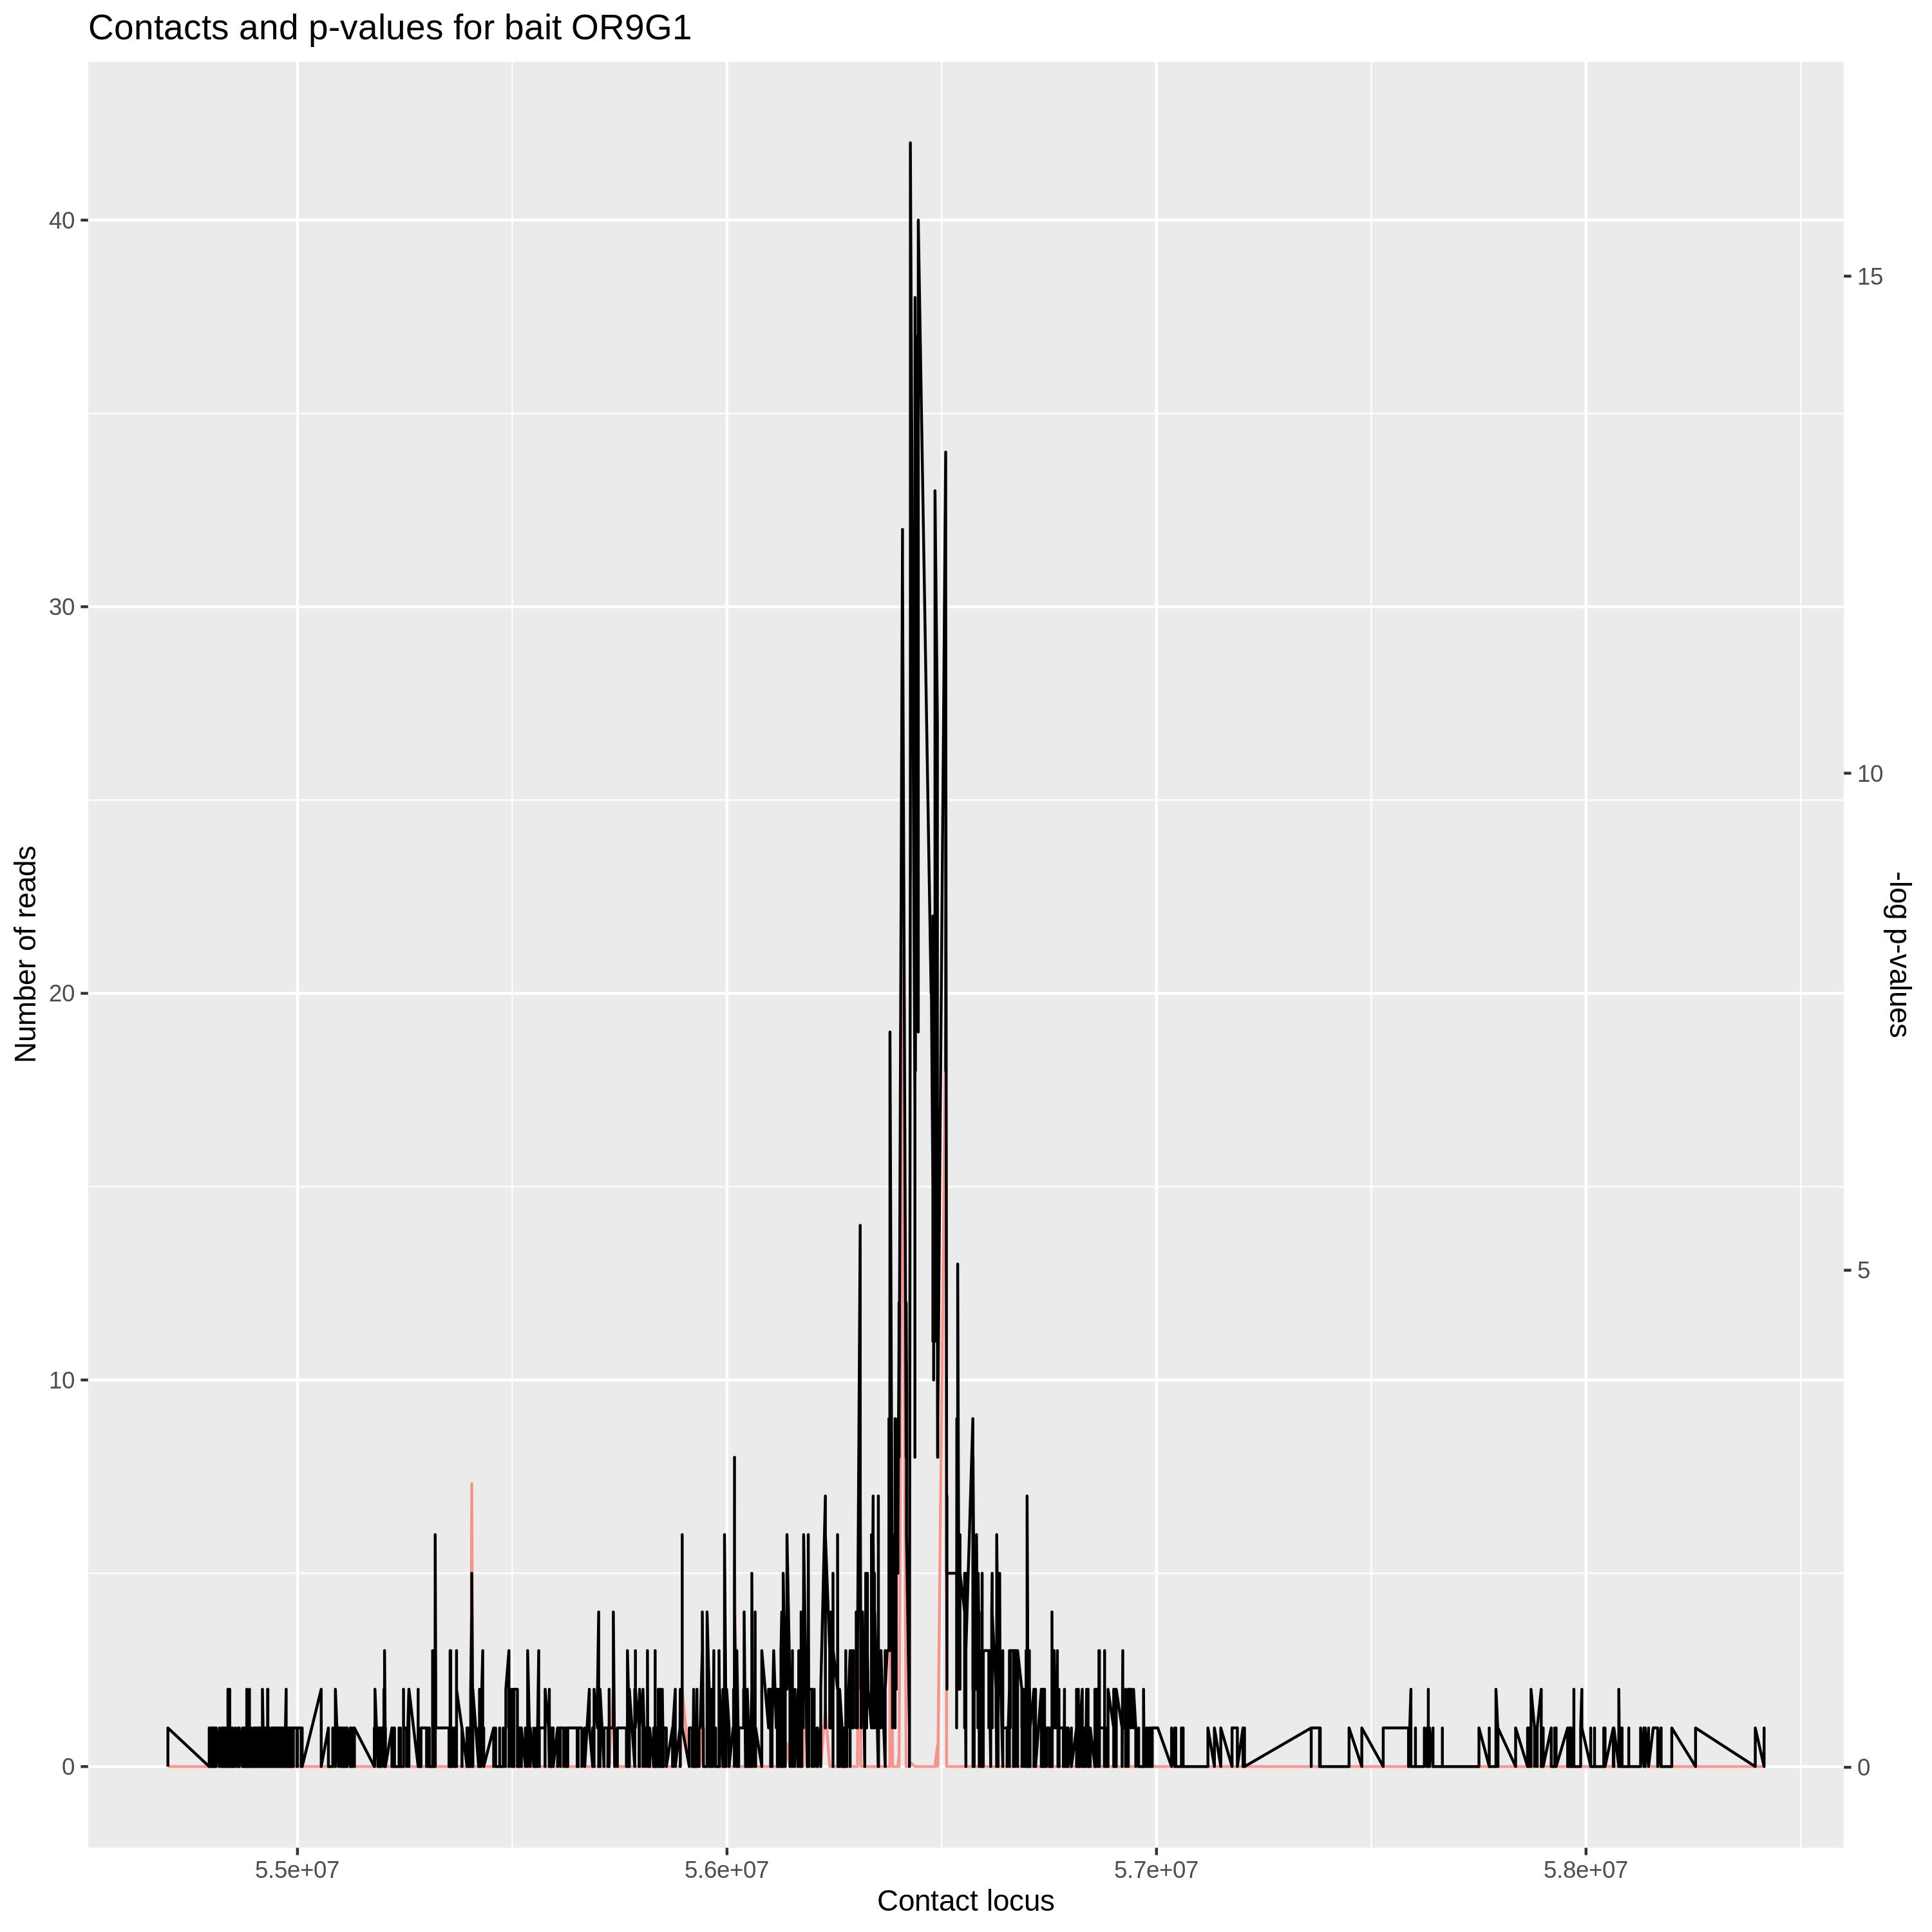 Contacts and p-values for bait OR9G1
Number of reads
40
30
20
10
0
15
10
5
0
-log p-values
5.5e+07
5.6e+07
5.7e+07
5.8e+07
Contact locus